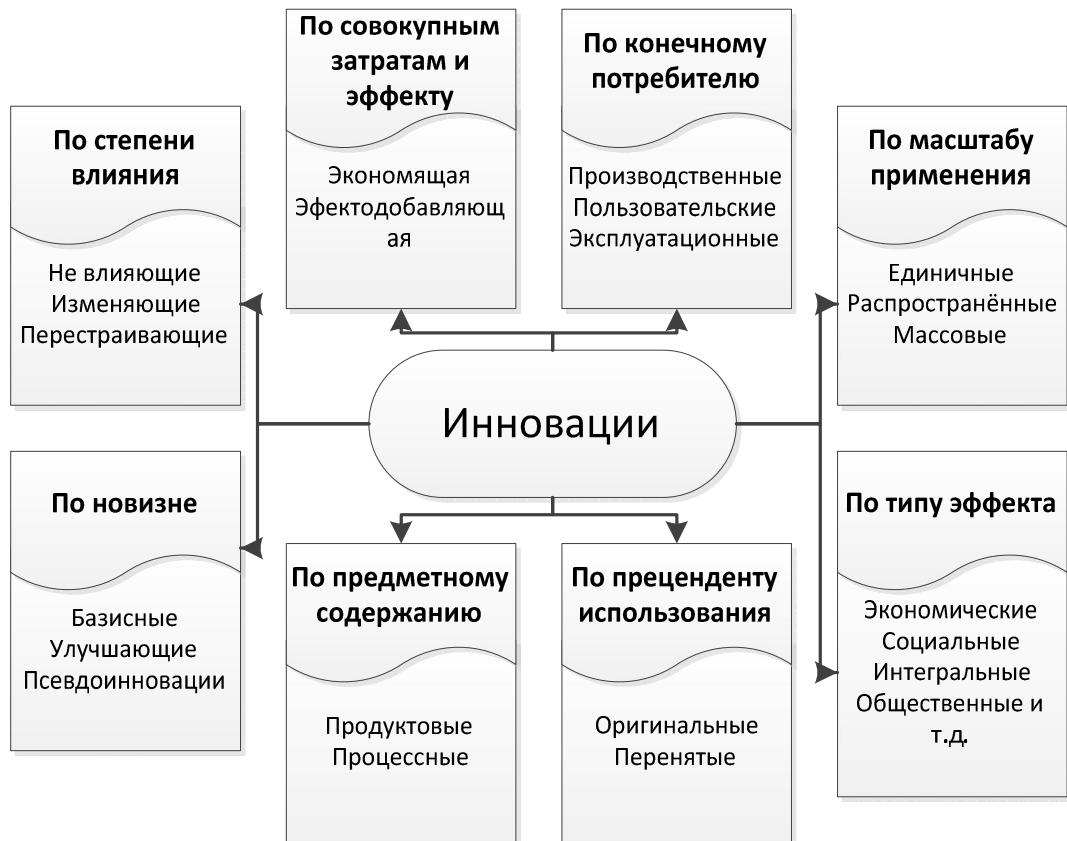 По совокупным
затратам и
эффекту
Экономящая
Эфектодобавляющ
ая
По конечному
потребителю
Производственные
Пользовательские
Эксплуатационные
По степени
влияния
Не влияющие
Изменяющие
Перестраивающие
По масштабу
применения
Единичные
Распространённые
Массовые
Инновации
По новизне
Базисные
Улучшающие
Псевдоинновации
По предметному
содержанию
Продуктовые
Процессные
По преценденту
использования
Оригинальные
Перенятые
По типу эффекта
Экономические
Социальные
Интегральные
Общественные и
т.д.